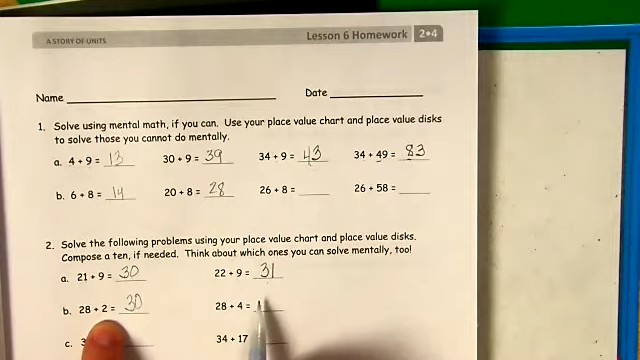 A STORY OF UNITS Lesson 6 Homework 2•4
Name Date
1. Solve using mental math, if you can. Use your place value chart and place value disks
to solve those you cannot do mentally.
a. 4 + 9 = 13 30 + 9 = 39 34 + 9 = 43 34 + 49 = 83
b. 6 + 8 = 14 20 + 8 = 28 26 + 8 = 26 + 58 =
2. Solve the following problems using your place value chart and place value disks.
Compose a ten, if needed. Think about which ones you can solve mentally, too!
a. 21 + 9 = 30 22 + 9 = 31
b. 28 + 2 = 30 28 + 4 =
c. 34 + 17